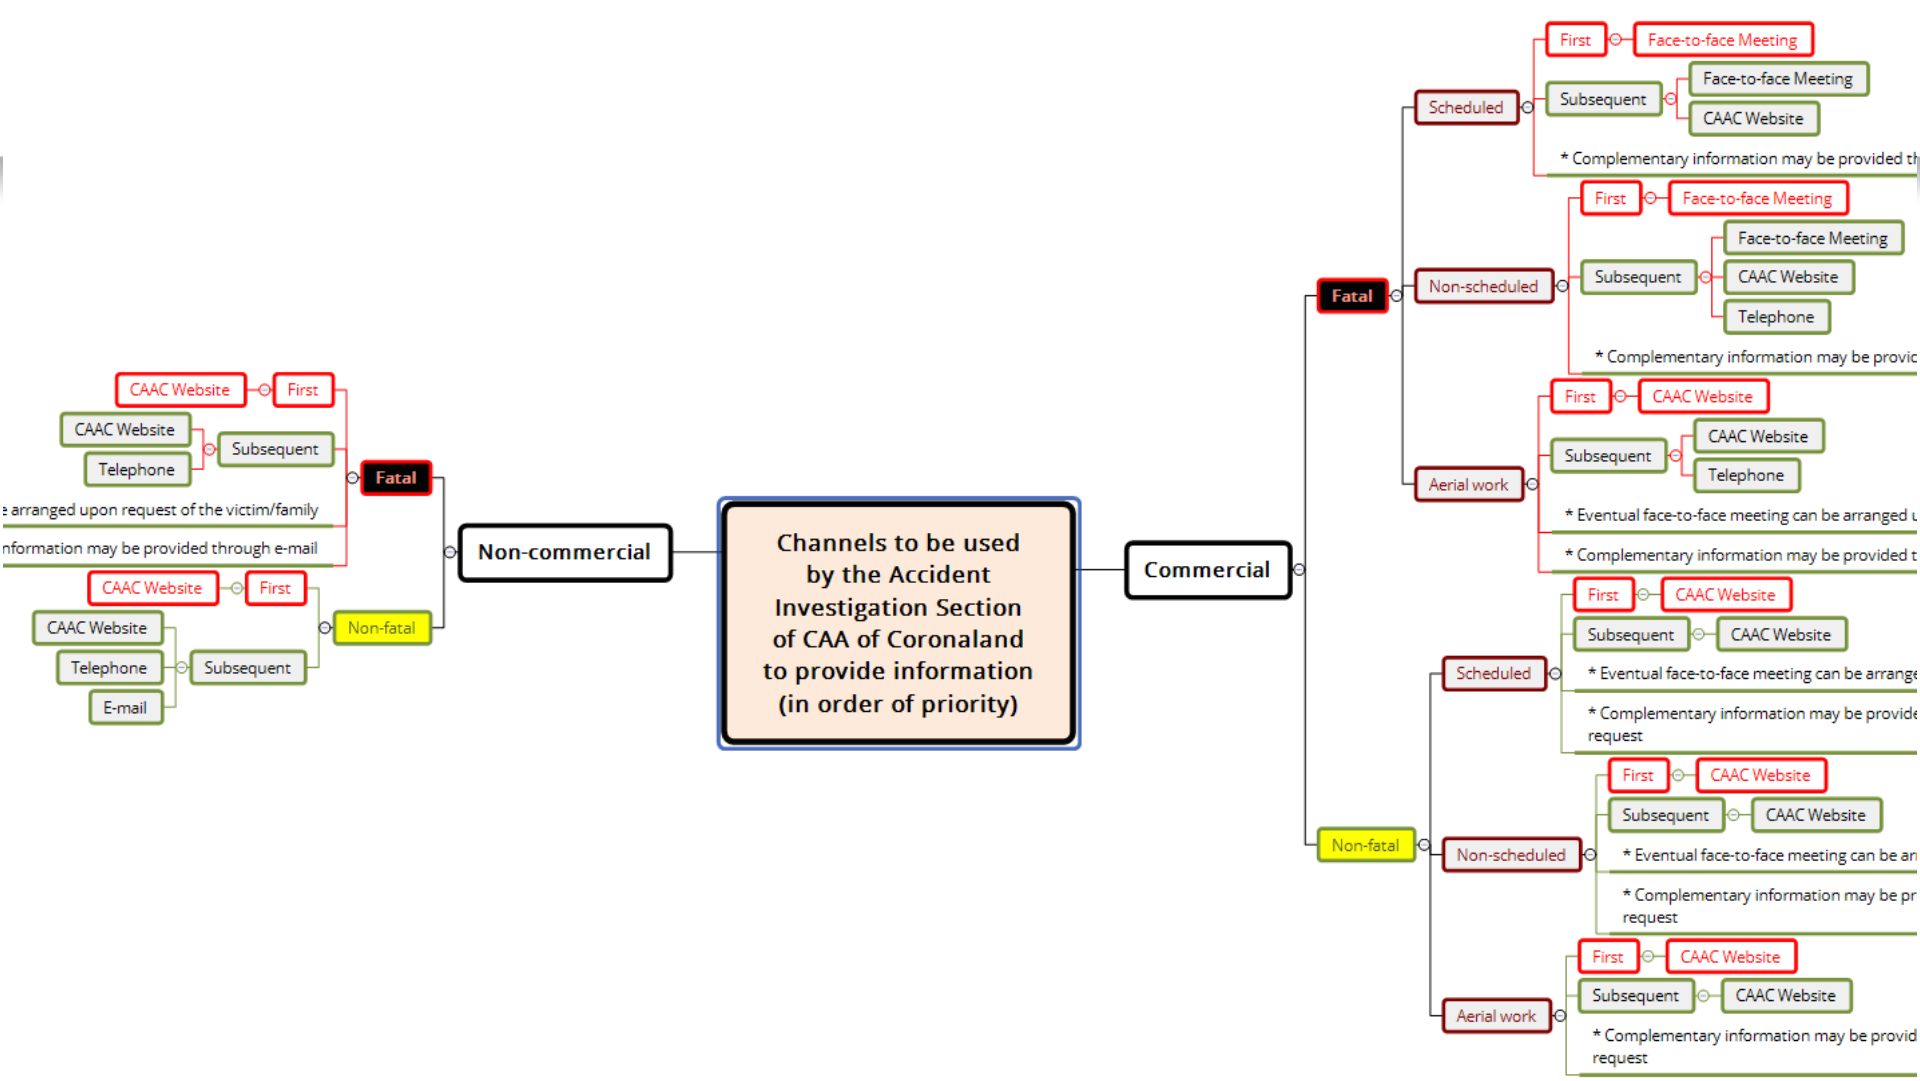 Channels to be used
by the Accident
Investigation Section
of CAA of Coronaland
to provide information
(in order of priority)
Non-commercial
Fatal
First
CAAC Website
Subsequent
CAAC Website
Telephone
arranged upon request of the victim/family
may be provided through e-mail
Non-fatal
First
CAAC Website
Subsequent
CAAC Website
Telephone
E-mail
Commercial
Fatal
Scheduled
First
Face-to-face Meeting
Subsequent
Face-to-face Meeting
CAAC Website
* Complementary information may be provided
Non-scheduled
First
Face-to-face Meeting
Subsequent
Face-to-face Meeting
CAAC Website
Telephone
* Complementary information may be
Aerial work
First
CAAC Website
Subsequent
CAAC Website
Telephone
* Eventual face-to-face meeting can be arranged
* Complementary information may be provided
Non-fatal
Scheduled
First
CAAC Website
Subsequent
CAAC Website
* Eventual face-to-face meeting can be
* Complementary information may be
request
Non-scheduled
First
CAAC Website
Subsequent
CAAC Website
* Eventual face-to-face meeting can be
* Complementary information may be
request
Aerial work
First
CAAC Website
Subsequent
CAAC Website
* Complementary information may be
request